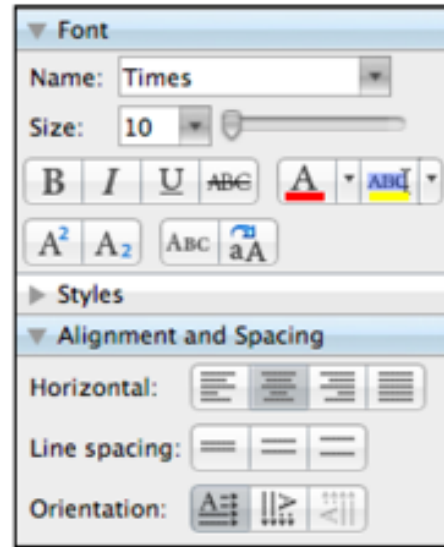 Font
Name: Times
Size: 10
B I U ABC A ABC
A² A₂ ABC aA
Styles
Alignment and Spacing
Horizontal:
Line spacing:
Orientation: A A A